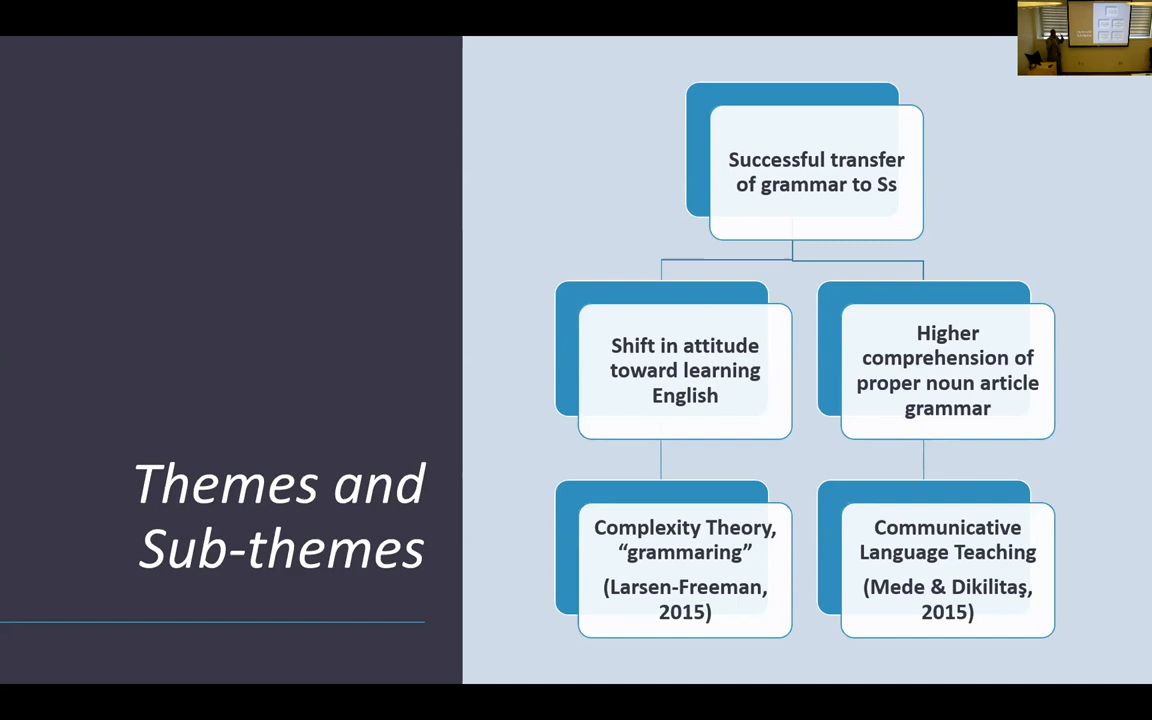 Themes and
Sub-themes
Successful transfer
of grammar to Ss
Shift in attitude
toward learning
English
Higher
comprehension of
proper noun article
grammar
Complexity Theory,
“grammaring”
(Larsen-Freeman,
2015)
Communicative
Language Teaching
(Mede & Dikilitaş,
2015)